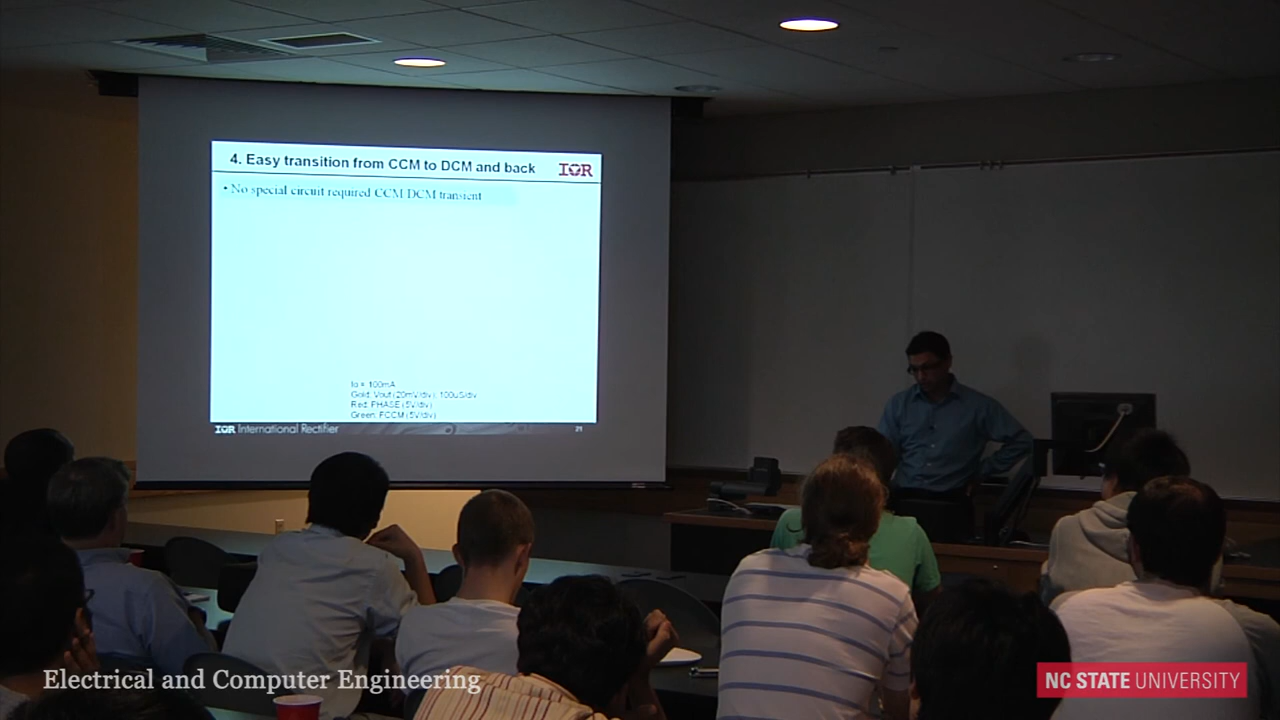 4. Easy transition from CCM to DCM and back
IOR
• No special circuit required CCM DCM transient
Io = 100mA
Gold: Vout (20mV/div); 100uS/div
Red: PHASE (5V/div)
Green: FCCM (5V/div)
IOR International Rectifier
21
Electrical and Computer Engineering
NC STATE UNIVERSITY